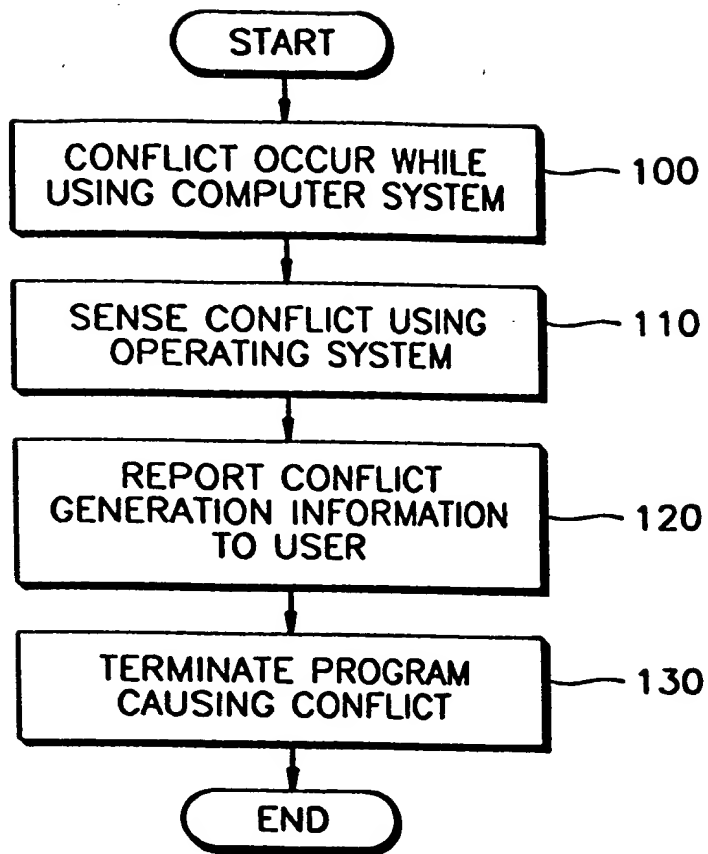 START
CONFLICT OCCUR WHILE
USING COMPUTER SYSTEM
100
SENSE CONFLICT USING
OPERATING SYSTEM
110
REPORT CONFLICT
GENERATION INFORMATION
TO USER
120
TERMINATE PROGRAM
CAUSING CONFLICT
130
END